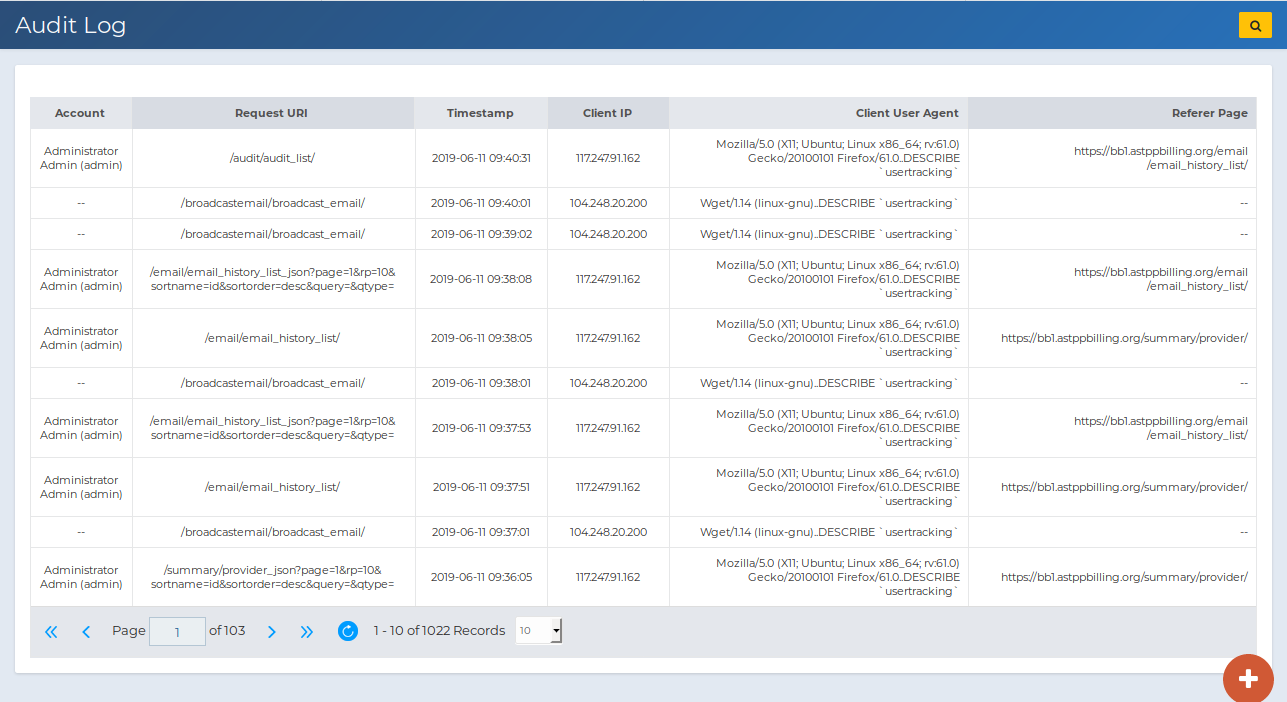 Audit Log
Account Request URI Timestamp Client IP Client User Agent Referer Page
Administrator
Admin (admin)
/audit/audit_list/
2019-06-11 09:40:31
117.247.91.162
Mozilla/5.0 (X11; Ubuntu; Linux x86_64; rv:61.0)
Gecko/20100101 Firefox/61.0..DESCRIBE
`usertracking`
https://bb1.astppbilling.org/email
/email_history_list/
-- /broadcastemail/broadcast_email/ 2019-06-11 09:40:01 104.248.20.200 Wget/1.14 (linux-gnu)..DESCRIBE `usertracking` --
-- /broadcastemail/broadcast_email/ 2019-06-11 09:39:02 104.248.20.200 Wget/1.14 (linux-gnu)..DESCRIBE `usertracking` --
Administrator
Admin (admin)
/email/email_history_list_json?page=1&rp=10&
sortname=id&sortorder=desc&query=&qtype=
2019-06-11 09:38:08
117.247.91.162
Mozilla/5.0 (X11; Ubuntu; Linux x86_64; rv:61.0)
Gecko/20100101 Firefox/61.0..DESCRIBE
`usertracking`
https://bb1.astppbilling.org/email
/email_history_list/
Administrator
Admin (admin)
/email/email_history_list/
2019-06-11 09:38:05
117.247.91.162
Mozilla/5.0 (X11; Ubuntu; Linux x86_64; rv:61.0)
Gecko/20100101 Firefox/61.0..DESCRIBE
`usertracking`
https://bb1.astppbilling.org/summary/provider/
-- /broadcastemail/broadcast_email/ 2019-06-11 09:38:01 104.248.20.200 Wget/1.14 (linux-gnu)..DESCRIBE `usertracking` --
Administrator
Admin (admin)
/email/email_history_list_json?page=1&rp=10&
sortname=id&sortorder=desc&query=&qtype=
2019-06-11 09:37:53
117.247.91.162
Mozilla/5.0 (X11; Ubuntu; Linux x86_64; rv:61.0)
Gecko/20100101 Firefox/61.0..DESCRIBE
`usertracking`
https://bb1.astppbilling.org/email
/email_history_list/
Administrator
Admin (admin)
/email/email_history_list/
2019-06-11 09:37:51
117.247.91.162
Mozilla/5.0 (X11; Ubuntu; Linux x86_64; rv:61.0)
Gecko/20100101 Firefox/61.0..DESCRIBE
`usertracking`
https://bb1.astppbilling.org/summary/provider/
-- /broadcastemail/broadcast_email/ 2019-06-11 09:37:01 104.248.20.200 Wget/1.14 (linux-gnu)..DESCRIBE `usertracking` --
Administrator
Admin (admin)
/summary/provider_json?page=1&rp=10&
sortname=id&sortorder=desc&query=&qtype=
2019-06-11 09:36:05
117.247.91.162
Mozilla/5.0 (X11; Ubuntu; Linux x86_64; rv:61.0)
Gecko/20100101 Firefox/61.0..DESCRIBE
`usertracking`
https://bb1.astppbilling.org/summary/provider/
Page 1 of 103 1 - 10 of 1022 Records 10